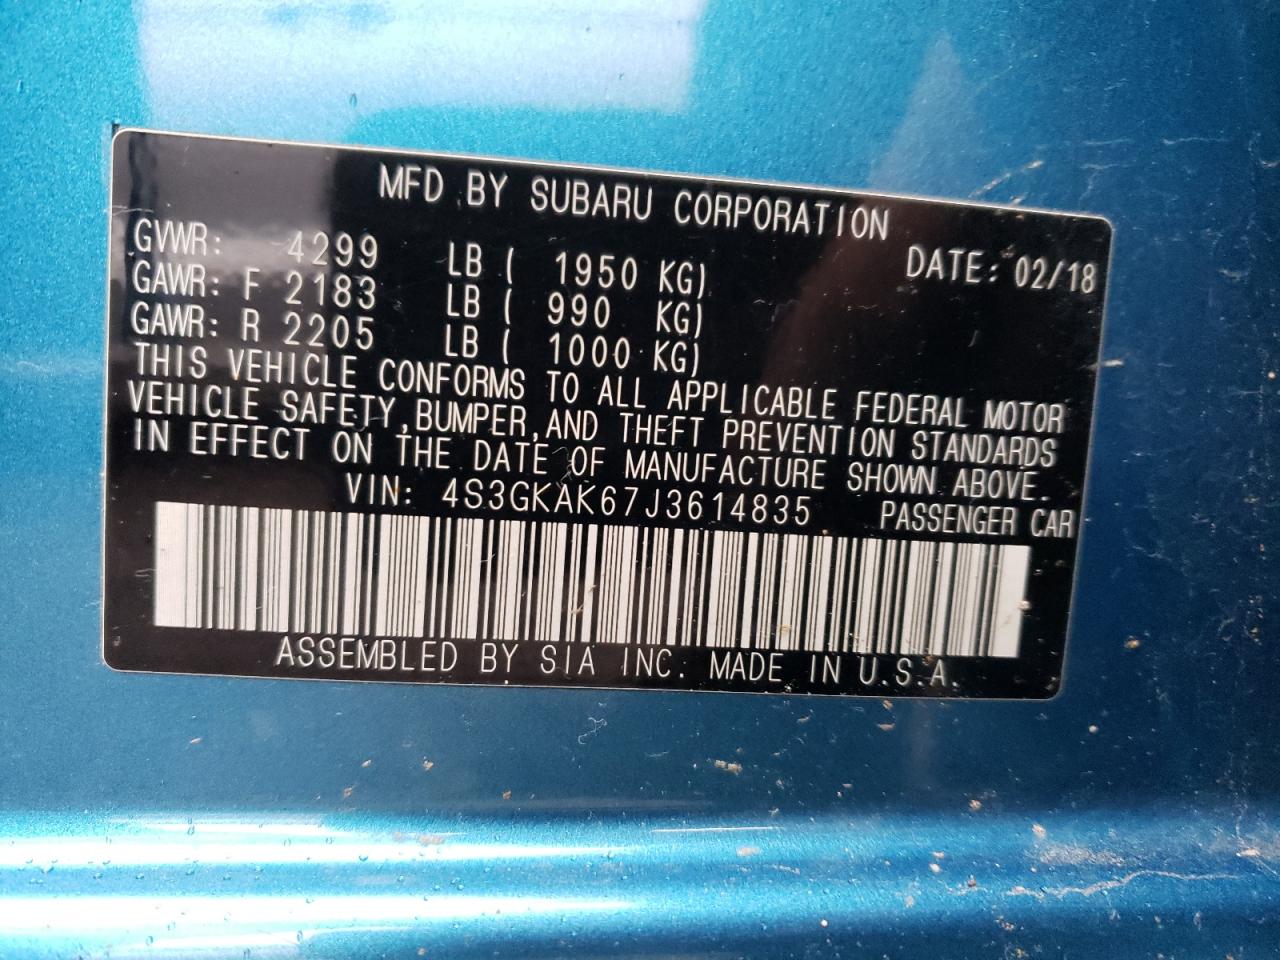 MFD BY SUBARU CORPORATION
GVWR: 4299 LB ( 1950 KG) DATE: 02/18
GAWR: F 2183 LB ( 990 KG)
GAWR: R 2205 LB ( 1000 KG)
THIS VEHICLE CONFORMS TO ALL APPLICABLE FEDERAL MOTOR
VEHICLE SAFETY, BUMPER, AND THEFT PREVENTION STANDARDS
IN EFFECT ON THE DATE OF MANUFACTURE SHOWN ABOVE.
VIN: 4S3GKAK67J3614835 PASSENGER CAR
ASSEMBLED BY SIA INC. MADE IN U.S.A.